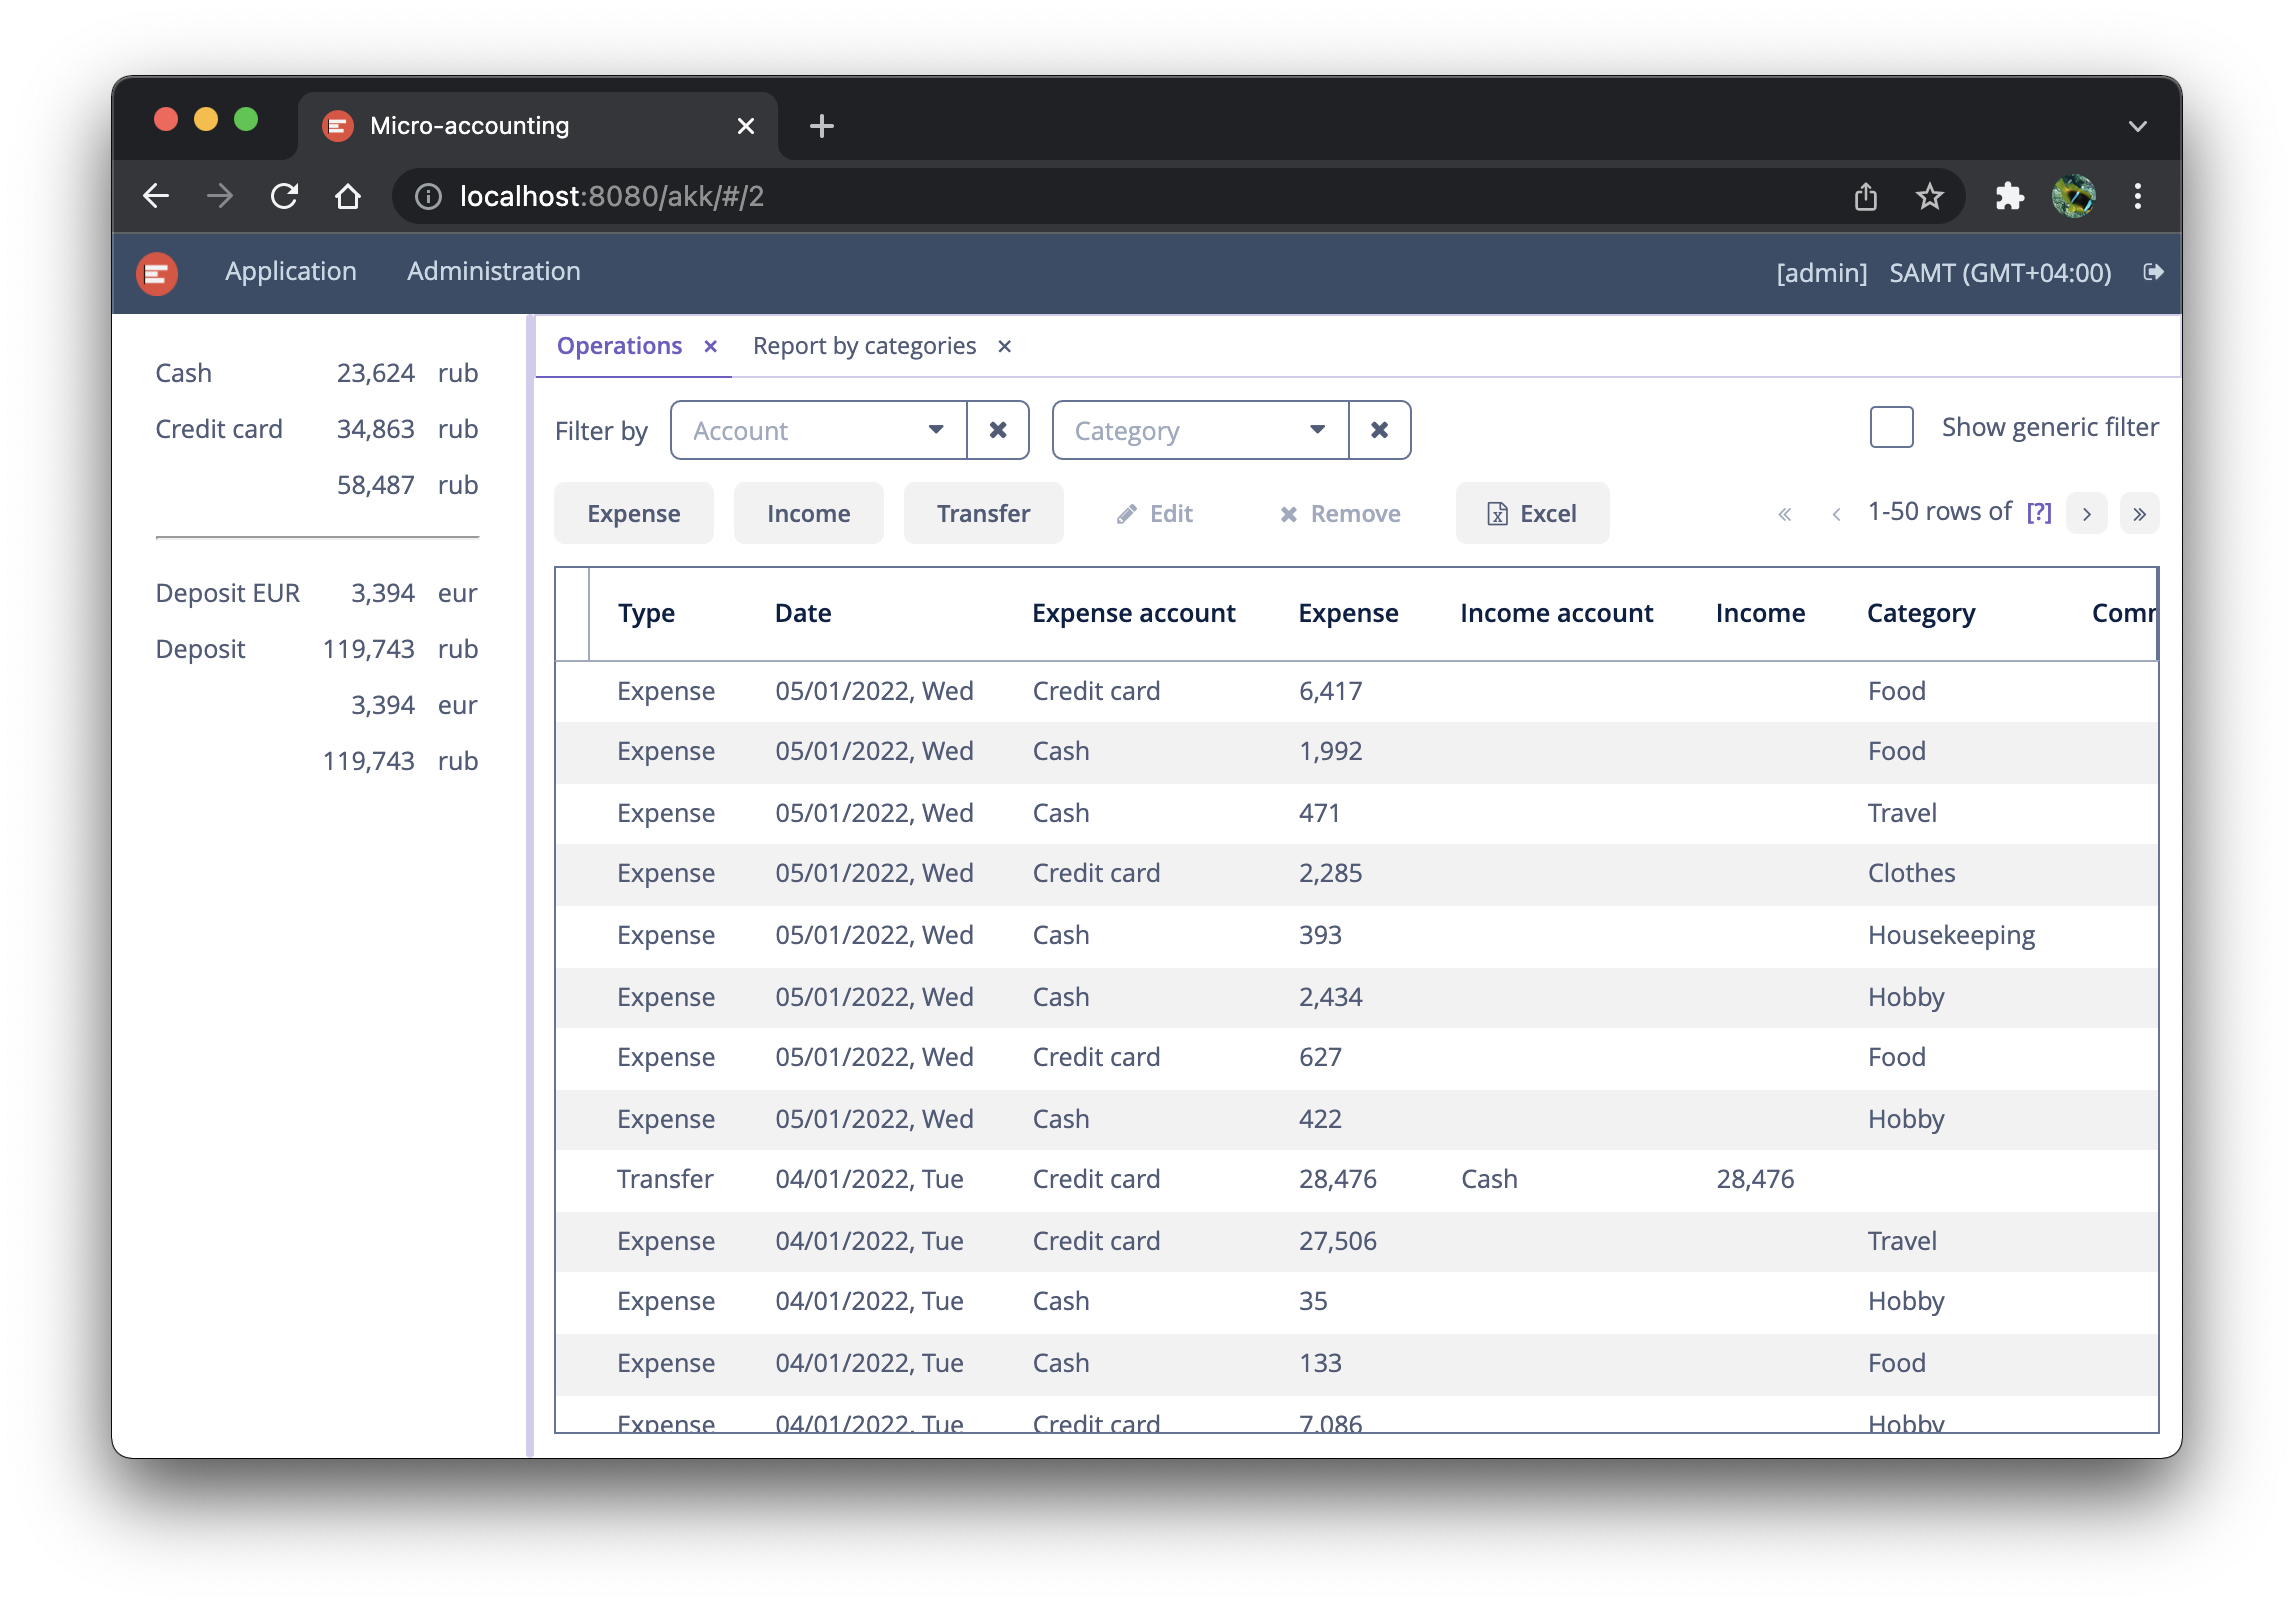 Micro-accounting
localhost:8080/akk/#/2
Application Administration [admin] SAMT (GMT+04:00)
Cash 23,624 rub
Credit card 34,863 rub
58,487 rub
Deposit EUR 3,394 eur
Deposit 119,743 rub
3,394 eur
119,743 rub
Operations Report by categories
Filter by Account Category Show generic filter
Expense Income Transfer Edit Remove Excel 1-50 rows of [?]
Type Date Expense account Expense Income account Income Category Comm
Expense 05/01/2022, Wed Credit card 6,417 Food
Expense 05/01/2022, Wed Cash 1,992 Food
Expense 05/01/2022, Wed Cash 471 Travel
Expense 05/01/2022, Wed Credit card 2,285 Clothes
Expense 05/01/2022, Wed Cash 393 Housekeeping
Expense 05/01/2022, Wed Cash 2,434 Hobby
Expense 05/01/2022, Wed Credit card 627 Food
Expense 05/01/2022, Wed Cash 422 Hobby
Transfer 04/01/2022, Tue Credit card 28,476 Cash 28,476
Expense 04/01/2022, Tue Credit card 27,506 Travel
Expense 04/01/2022, Tue Cash 35 Hobby
Expense 04/01/2022, Tue Cash 133 Food
Expense 04/01/2022, Tue Credit card 7,086 Hobby